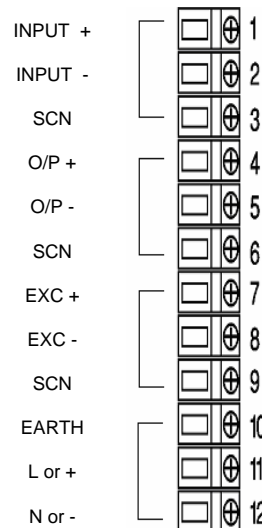 INPUT + 1
INPUT - 2
SCN 3
O/P + 4
O/P - 5
SCN 6
EXC + 7
EXC - 8
SCN 9
EARTH 10
L or + 11
N or - 12